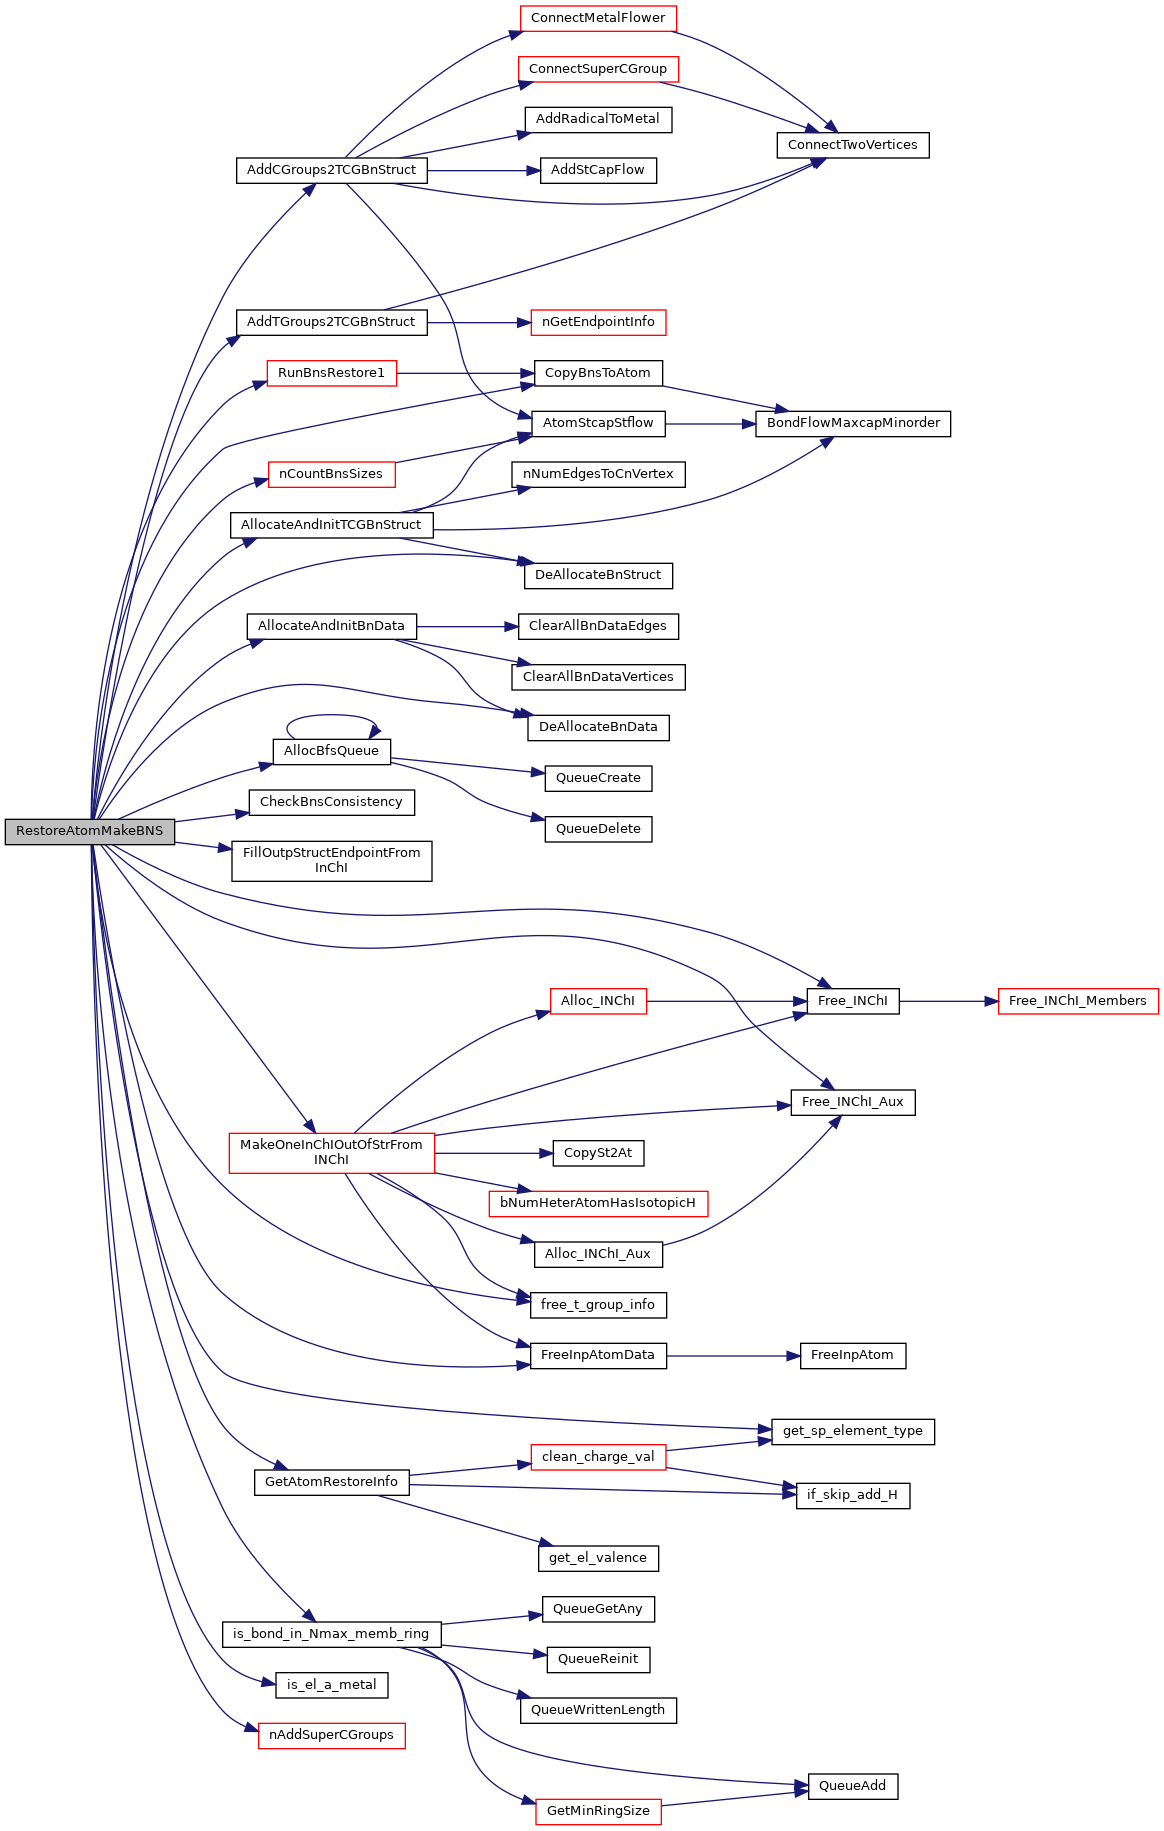 ConnectMetalFlower
ConnectSuperCGroup
AddRadicalToMetal
ConnectTwoVertices
AddCGroups2TCGBnStruct
AddStCapFlow
AddTGroups2TCGBnStruct
nGetEndpointInfo
RunBnsRestore1
CopyBnsToAtom
AtomStcapStflow
BondFlowMaxcapMinorder
nCountBnsSizes
nNumEdgesToCnVertex
AllocateAndInitTCGBnStruct
DeAllocateBnStruct
AllocateAndInitBnData
ClearAllBnDataEdges
ClearAllBnDataVertices
DeAllocateBnData
AllocBfsQueue
QueueCreate
CheckBnsConsistency
QueueDelete
RestoreAtomMakeBNS
FillOutpStructEndpointFrom
InChI
Alloc_INChI
Free_INChI
Free_INChI_Members
Free_INChI_Aux
MakeOneInChIOutOfStrFrom
INChI
CopySt2At
bNumHeterAtomHasIsotopicH
Alloc_INChI_Aux
free_t_group_info
FreeInpAtomData
FreeInpAtom
get_sp_element_type
clean_charge_val
GetAtomRestoreInfo
if_skip_add_H
get_el_valence
QueueGetAny
is_bond_in_Nmax_memb_ring
QueueReinit
is_el_a_metal
QueueWrittenLength
nAddSuperCGroups
QueueAdd
GetMinRingSize